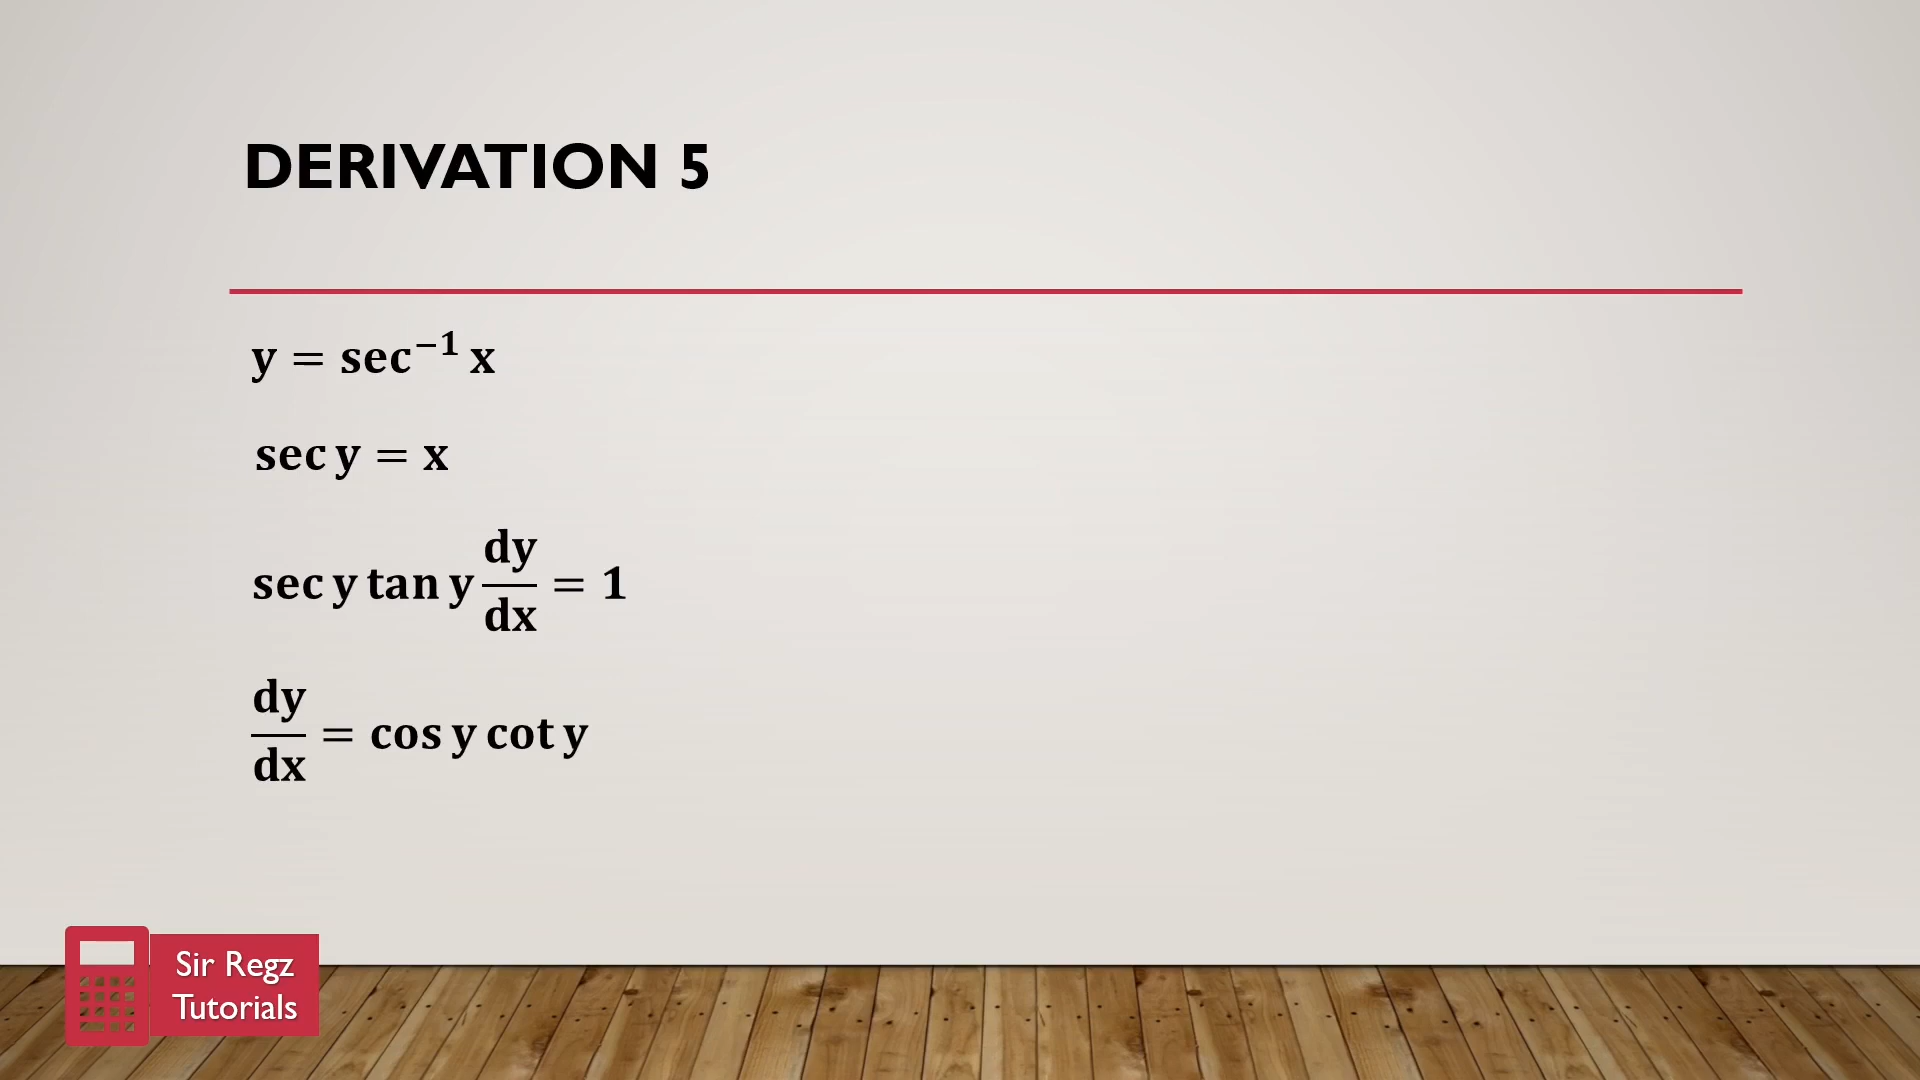 DERIVATION 5
y = sec⁻¹ x
sec y = x
sec y tan y dy/dx = 1
dy/dx = cos y cot y
Sir Regz
Tutorials